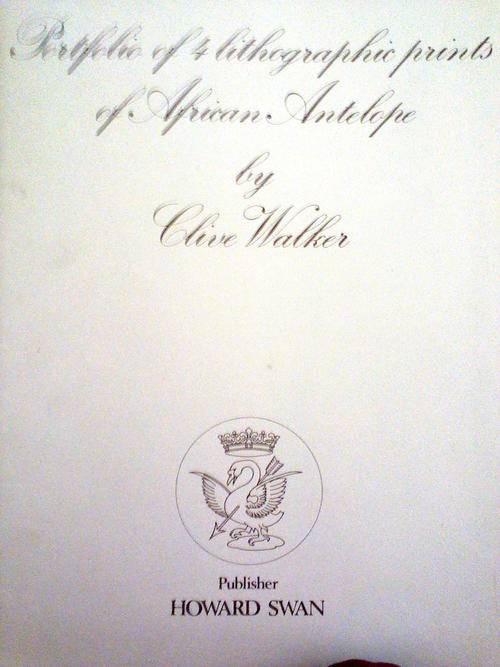 Portfolio of 4 lithographic prints
of African Antelope
by
Clive Walker
Publisher
HOWARD SWAN